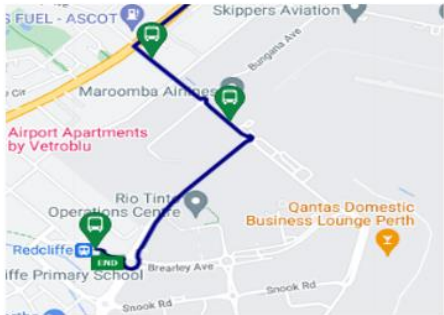 FUEL - ASCOT
Skippers Aviation
Bungana Ave
Maroomba Airlines
Airport Apartments
by Vetroblu
Rio Tinto
Operations Centre
Qantas Domestic
Business Lounge Perth
Redcliffe
END
iffe Primary School
Brearley Ave
Snook Rd
Snook Rd